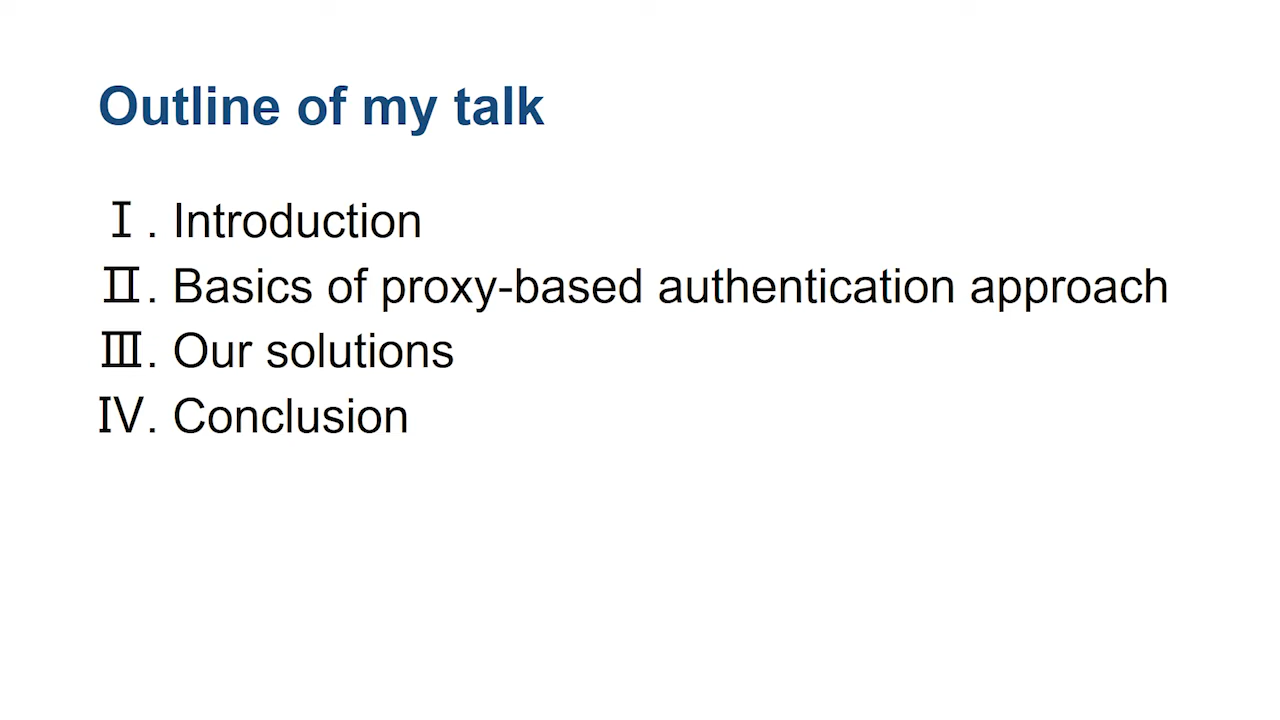 Outline of my talk
Ⅰ. Introduction
Ⅱ. Basics of proxy-based authentication approach
Ⅲ. Our solutions
Ⅳ. Conclusion